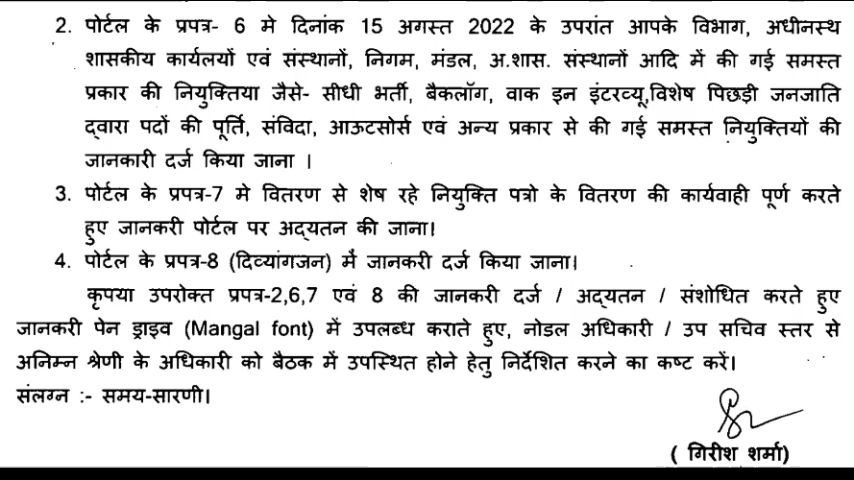 2. पोर्टल के प्रपत्र- 6 मे दिनांक 15 अगस्त 2022 के उपरांत आपके विभाग, अधीनस्थ
शासकीय कार्यलयों एवं संस्थानों, निगम, मंडल, अ.शास. संस्थानों आदि में की गई समस्त
प्रकार की नियुक्तिया जैसे- सीधी भर्ती, बैकलॉग, वाक इन इंटरव्यू,विशेष पिछडी जनजाति
द्वारा पदों की पूर्ति, संविदा, आऊटसोर्स एवं अन्य प्रकार से की गई समस्त नियुक्तियों की
जानकारी दर्ज किया जाना ।
3. पोर्टल के प्रपत्र-7 मे वितरण से शेष रहे नियुक्ति पत्रो के वितरण की कार्यवाही पूर्ण करते
हुए जानकरी पोर्टल पर अद्यतन की जाना।
4. पोर्टल के प्रपत्र-8 (दिव्यांगजन) में जानकरी दर्ज किया जाना।
कृपया उपरोक्त प्रपत्र-2,6,7 एवं 8 की जानकरी दर्ज / अद्यतन / संशोधित करते हुए
जानकरी पेन ड्राइव (Mangal font) में उपलब्ध कराते हुए, नोडल अधिकारी / उप सचिव स्तर से
अनिम्न श्रेणी के अधिकारी को बैठक में उपस्थित होने हेतु निर्देशित करने का कष्ट करें।
संलग्न :- समय-सारणी।
( गिरीश शर्मा)